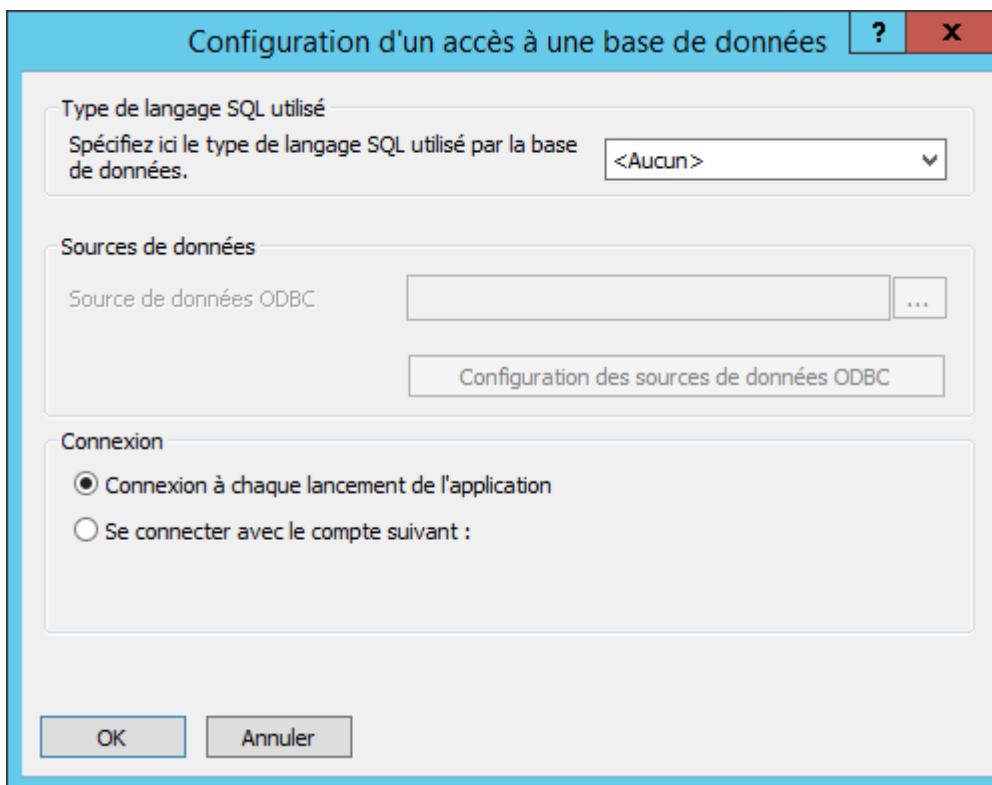 Configuration d'un accès à une base de données
?
x
Type de langage SQL utilisé
Spécifiez ici le type de langage SQL utilisé par la base
de données.
<Aucun>
Sources de données
Source de données ODBC
...
Configuration des sources de données ODBC
Connexion
Connexion à chaque lancement de l'application
Se connecter avec le compte suivant :
OK
Annuler